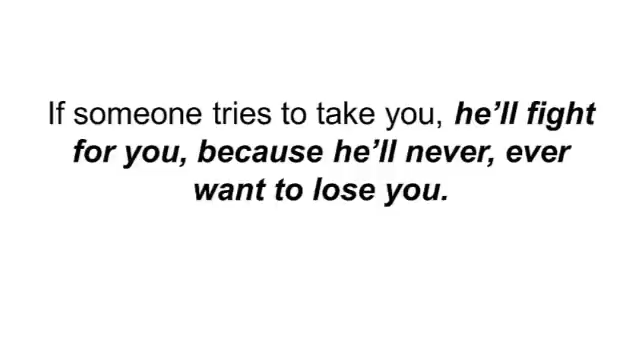 If someone tries to take you, he’ll fight
for you, because he’ll never, ever
want to lose you.